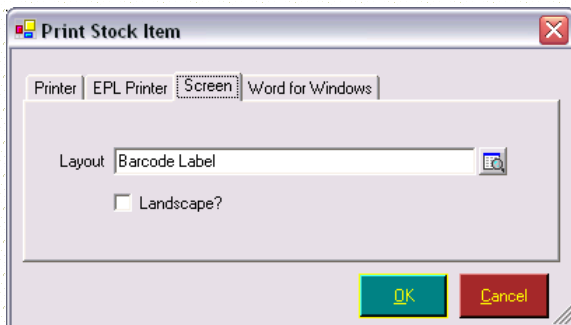 Print Stock Item
Printer EPL Printer Screen Word for Windows
Layout Barcode Label
Landscape?
OK Cancel